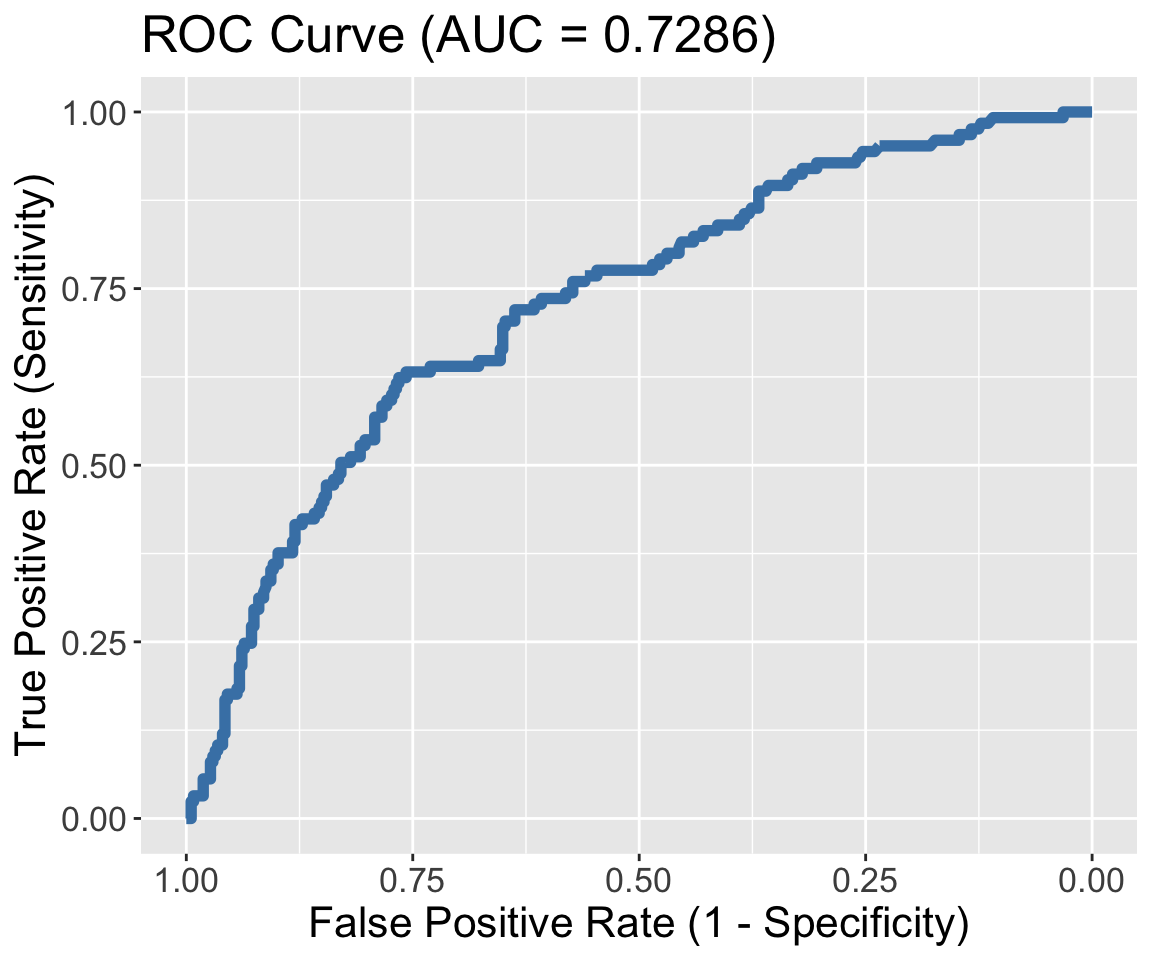 ROC Curve (AUC = 0.7286)
True Positive Rate (Sensitivity)
1.00
0.75
0.50
0.25
0.00
1.00 0.75 0.50 0.25 0.00
False Positive Rate (1 - Specificity)